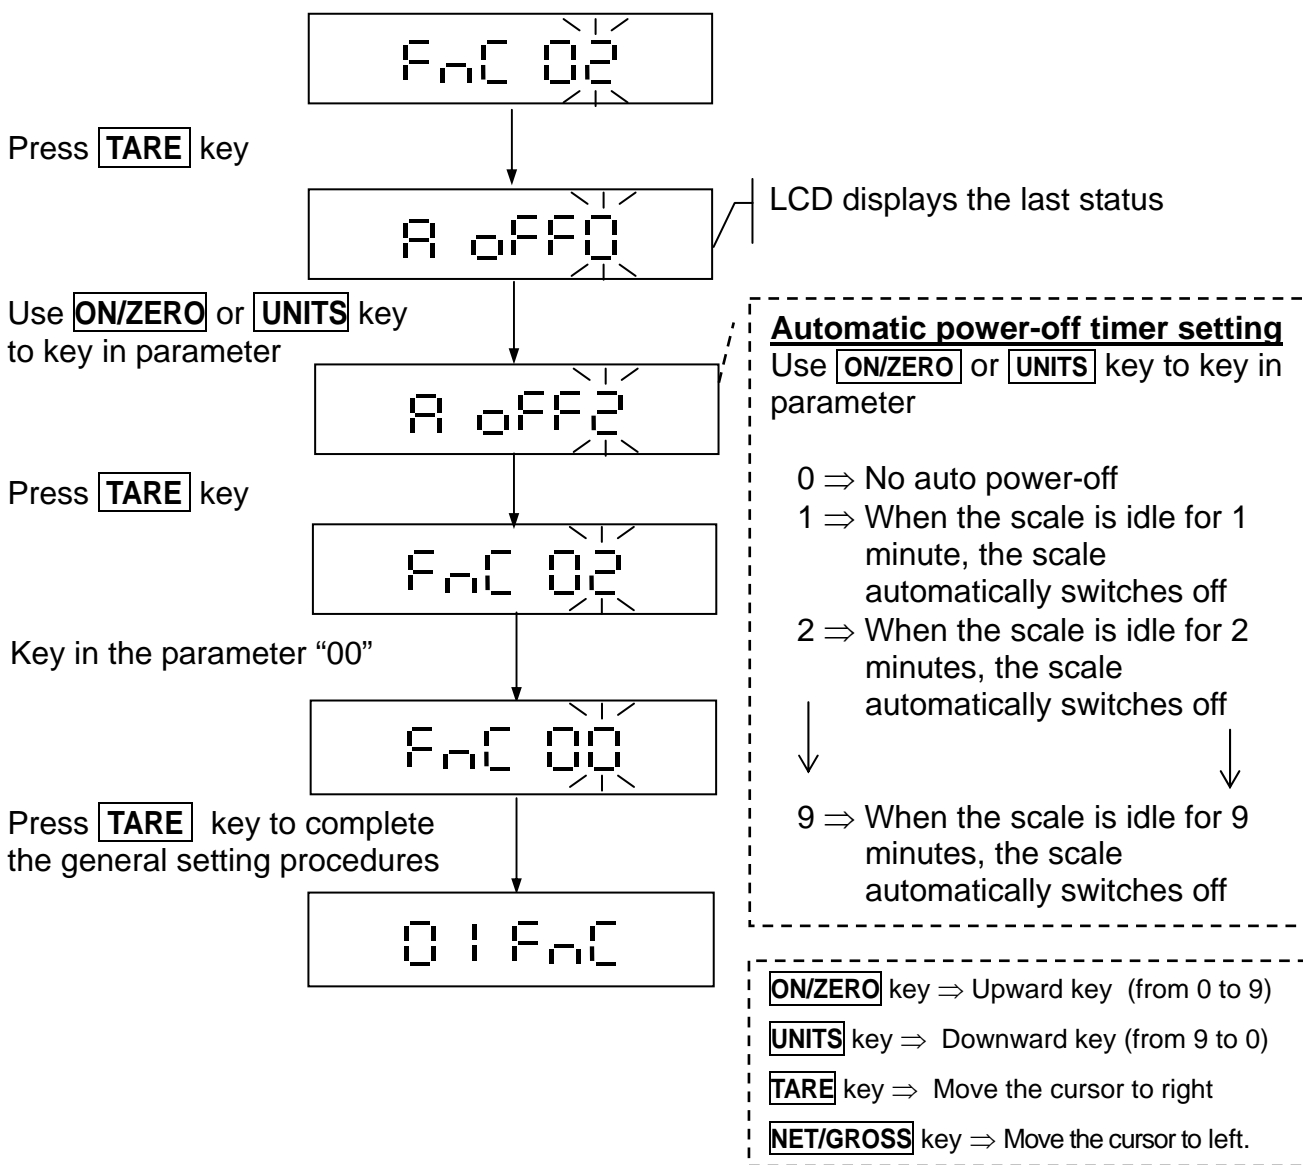 FnC 02
Press TARE key
A oFF0
LCD displays the last status
Use ON/ZERO or UNITS key
to key in parameter
A oFF2
Press TARE key
FnC 02
Key in the parameter “00”
FnC 00
Press TARE key to complete
the general setting procedures
01 FnC
Automatic power-off timer setting
Use ON/ZERO or UNITS key to key in
parameter
0 ⇒ No auto power-off
1 ⇒ When the scale is idle for 1
minute, the scale
automatically switches off
2 ⇒ When the scale is idle for 2
minutes, the scale
automatically switches off
9 ⇒ When the scale is idle for 9
minutes, the scale
automatically switches off
ON/ZERO key ⇒ Upward key (from 0 to 9)
UNITS key ⇒ Downward key (from 9 to 0)
TARE key ⇒ Move the cursor to right
NET/GROSS key ⇒ Move the cursor to left.